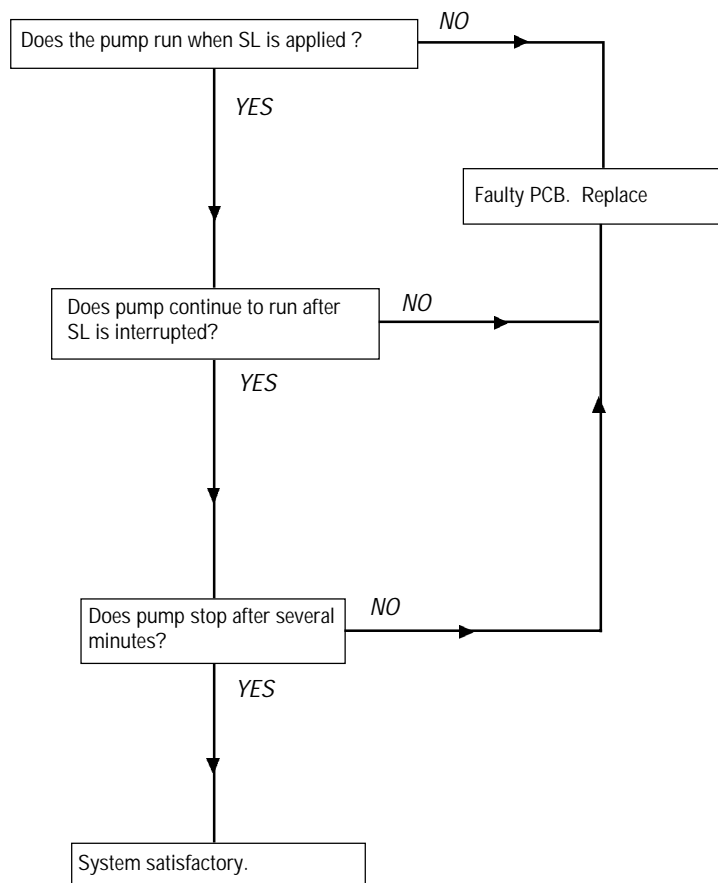 Does the pump run when SL is applied ?
NO
YES
Faulty PCB. Replace
Does pump continue to run after
SL is interrupted?
NO
YES
Does pump stop after several
minutes?
NO
YES
System satisfactory.